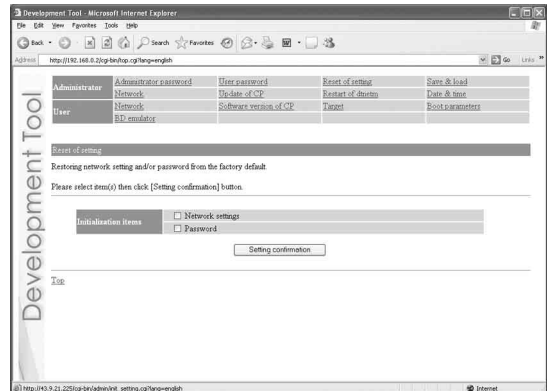 Development Tool - Microsoft Internet Explorer
File Edit View Favorites Tools Help
Back Search Favorites
Address http://192.168.0.2/cgi-bin/top.cgi?lang=english Go Links »
Development Tool
Administrator Administrator password User password Reset of setting Save & load
Network Update of CP Restart of dtnetm Date & time
User Network Software version of CP Target Boot parameters
BD emulator
Reset of setting
Restoring network setting and/or password from the factory default.
Please select item(s) then click [Setting confirmation] button.
Initialization items Network settings
Password
Setting confirmation
Top
http://43.9.21.225/cgi-bin/admin/init_setting.cgi?lang=english Internet